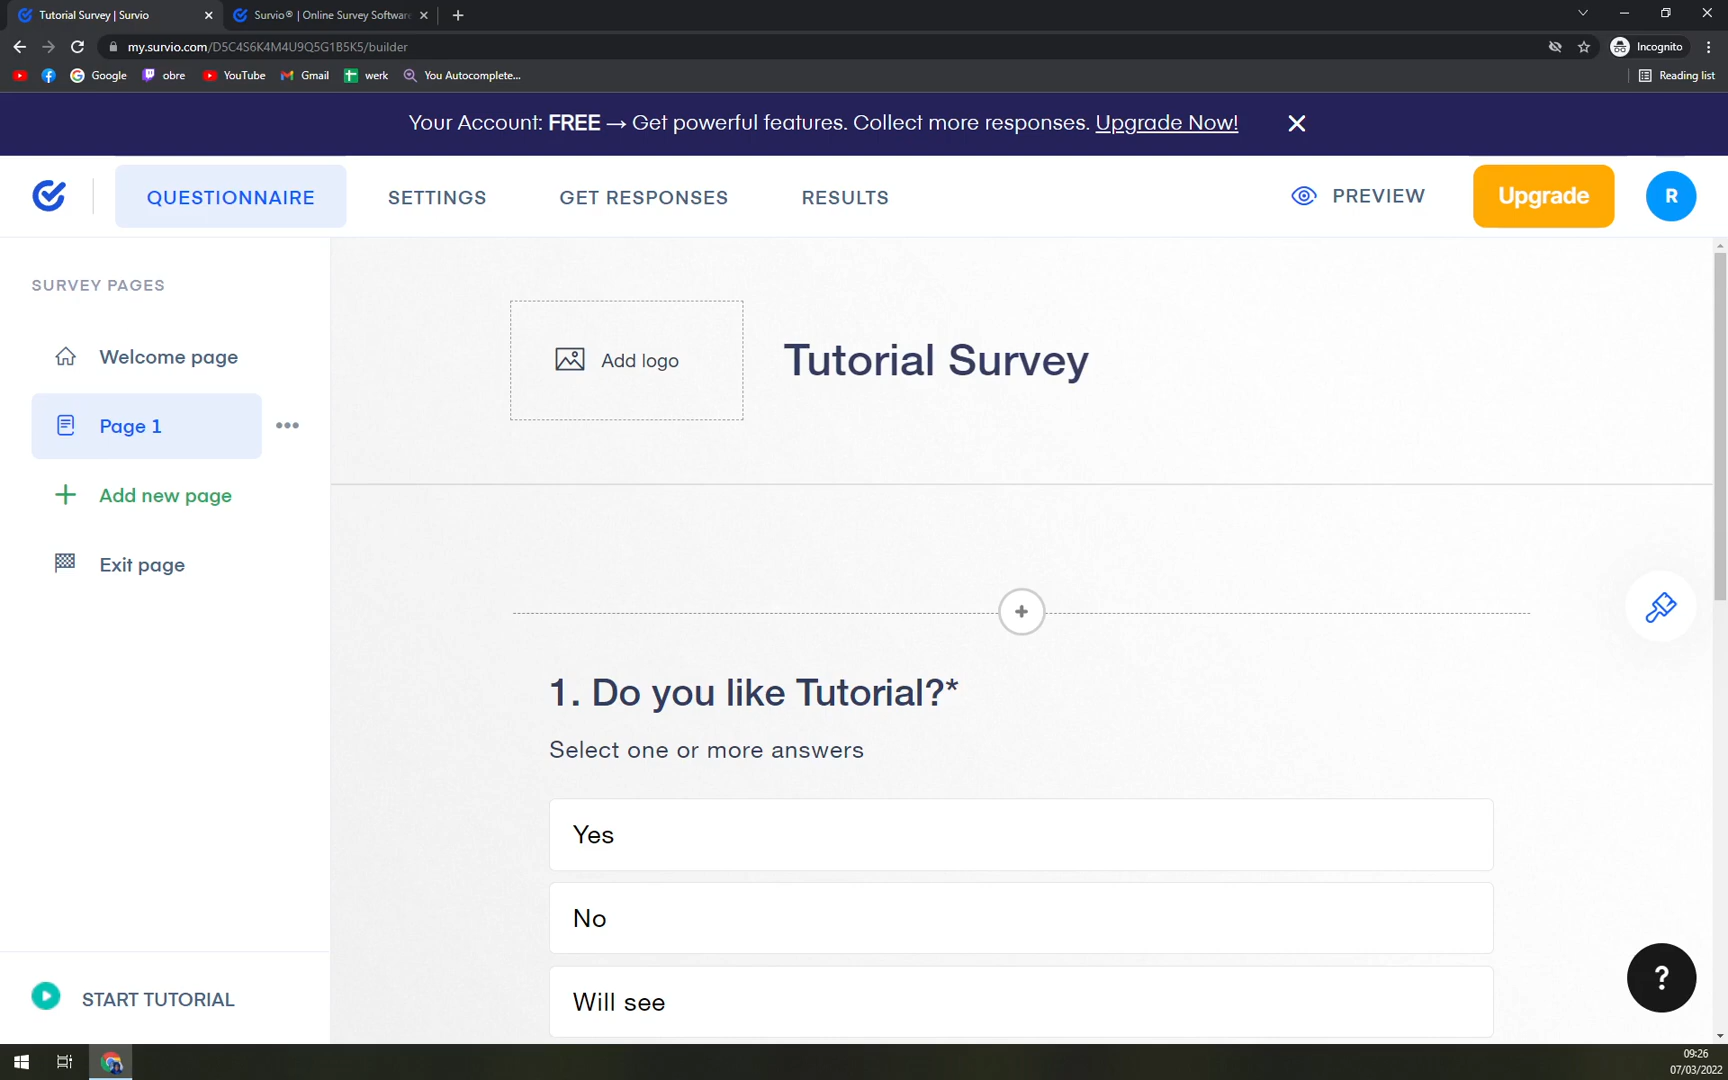 Tutorial Survey | Survio
Survio® | Online Survey Software
my.survio.com/D5C4S6K4M4U9Q5G1B5K5/builder
Incognito
Google
obre
YouTube
Gmail
werk
You Autocomplete...
Reading list
Your Account: FREE → Get powerful features. Collect more responses. Upgrade Now!
QUESTIONNAIRE
SETTINGS
GET RESPONSES
RESULTS
PREVIEW
Upgrade
R
SURVEY PAGES
Welcome page
Page 1
Add new page
Exit page
START TUTORIAL
Add logo
Tutorial Survey
1. Do you like Tutorial?*
Select one or more answers
Yes
No
Will see
?
09:26
07/03/2022